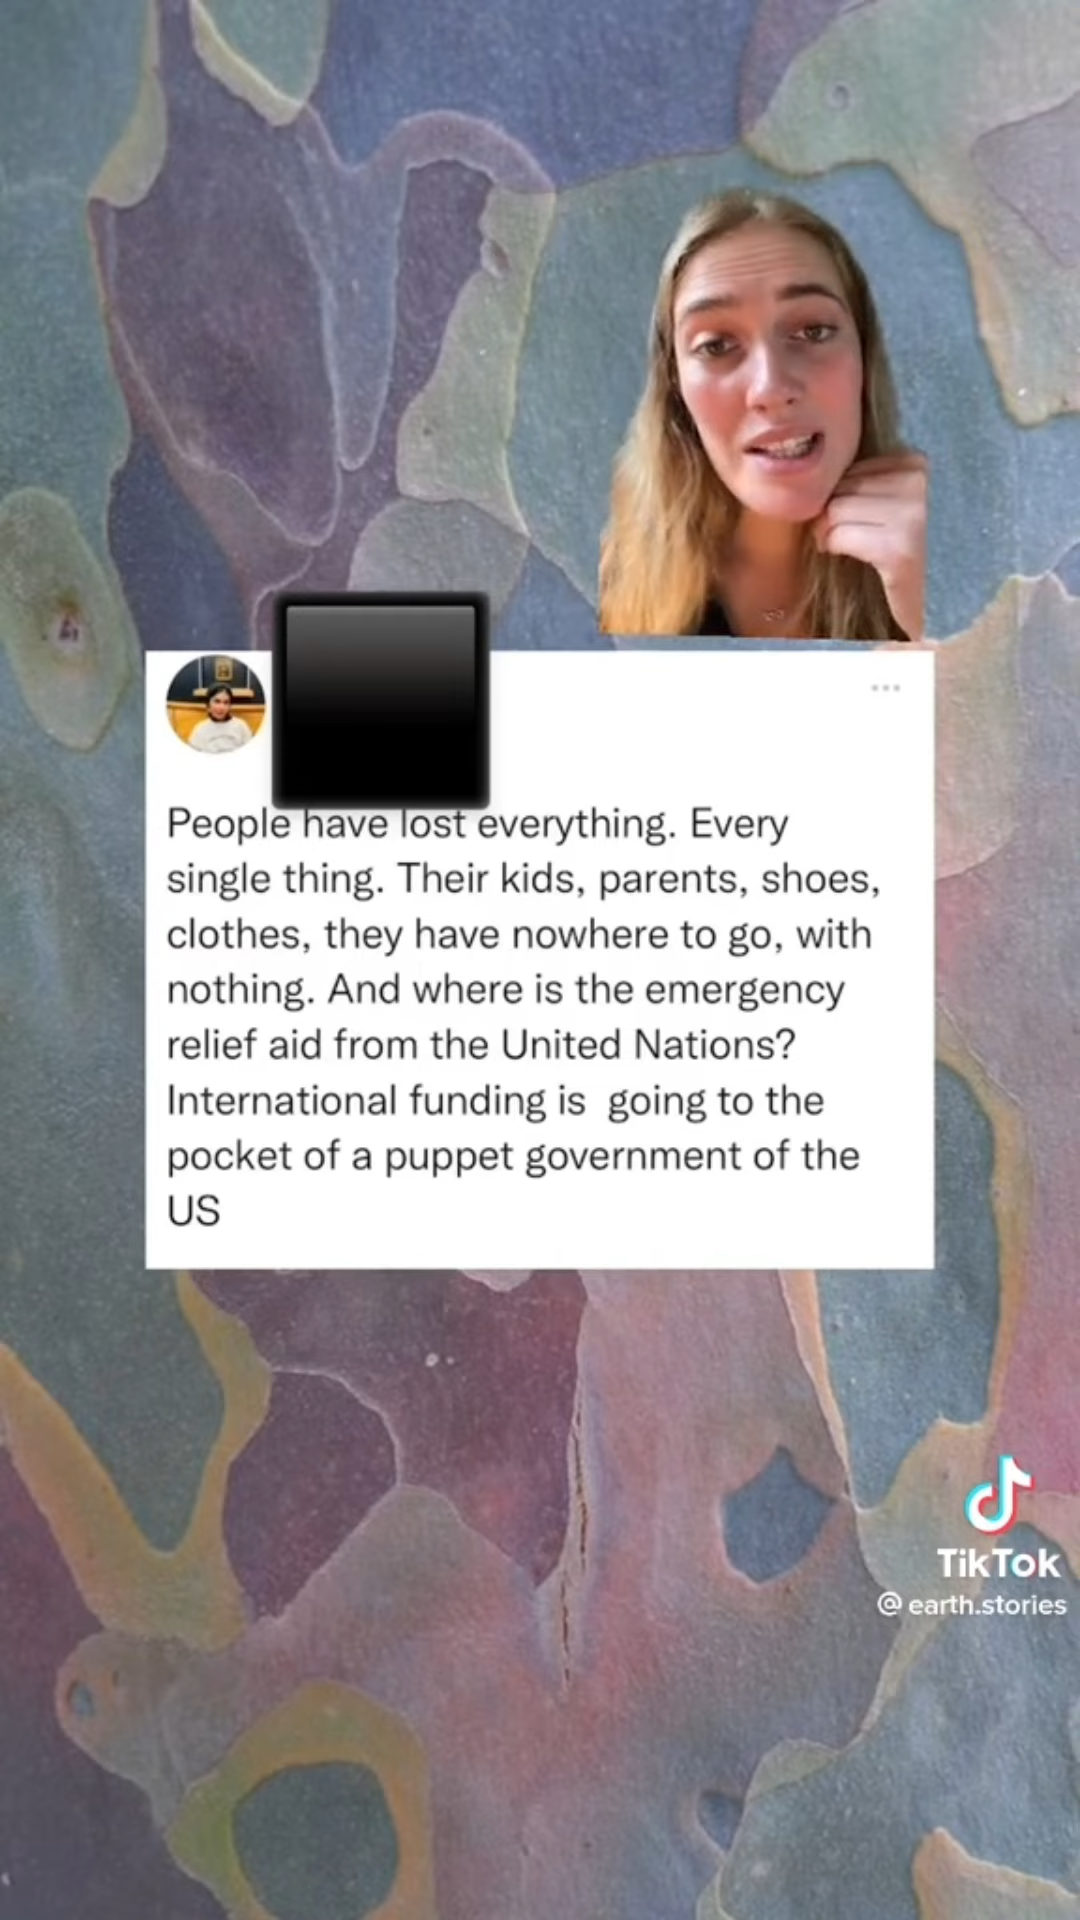 People have lost everything. Every
single thing. Their kids, parents, shoes,
clothes, they have nowhere to go, with
nothing. And where is the emergency
relief aid from the United Nations?
International funding is  going to the
pocket of a puppet government of the
US
TikTok
@ earth.stories